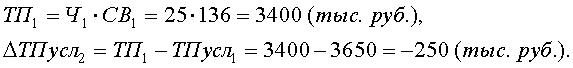 ТП₁ = Ч₁ · СВ₁ = 25 · 136 = 3400 (тыс. руб.),
ΔТПусл₂ = ТП₁ − ТПусл₁ = 3400 − 3650 = −250 (тыс. руб.).